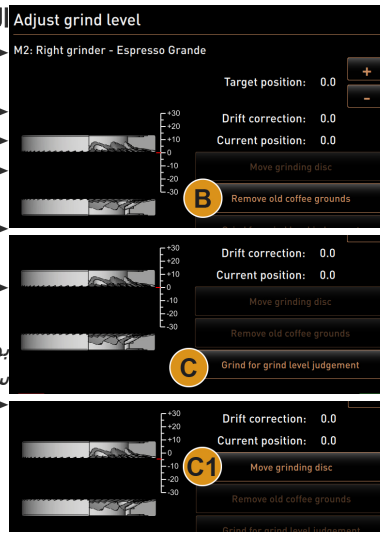 Adjust grind level
M2: Right grinder - Espresso Grande
+
Target position: 0.0
-
+30
Drift correction: 0.0
+20
+10
Current position: 0.0
0
-10
Move grinding disc
-20
-30
B
Remove old coffee grounds
+30
Drift correction: 0.0
+20
+10
Current position: 0.0
0
-10
Move grinding disc
-20
-30
Remove old coffee grounds
C
Grind for grind level judgement
+30
Drift correction: 0.0
+20
+10
Current position: 0.0
0
-10
C1
Move grinding disc
-20
-30
Remove old coffee grounds
Grind for grind level judgement